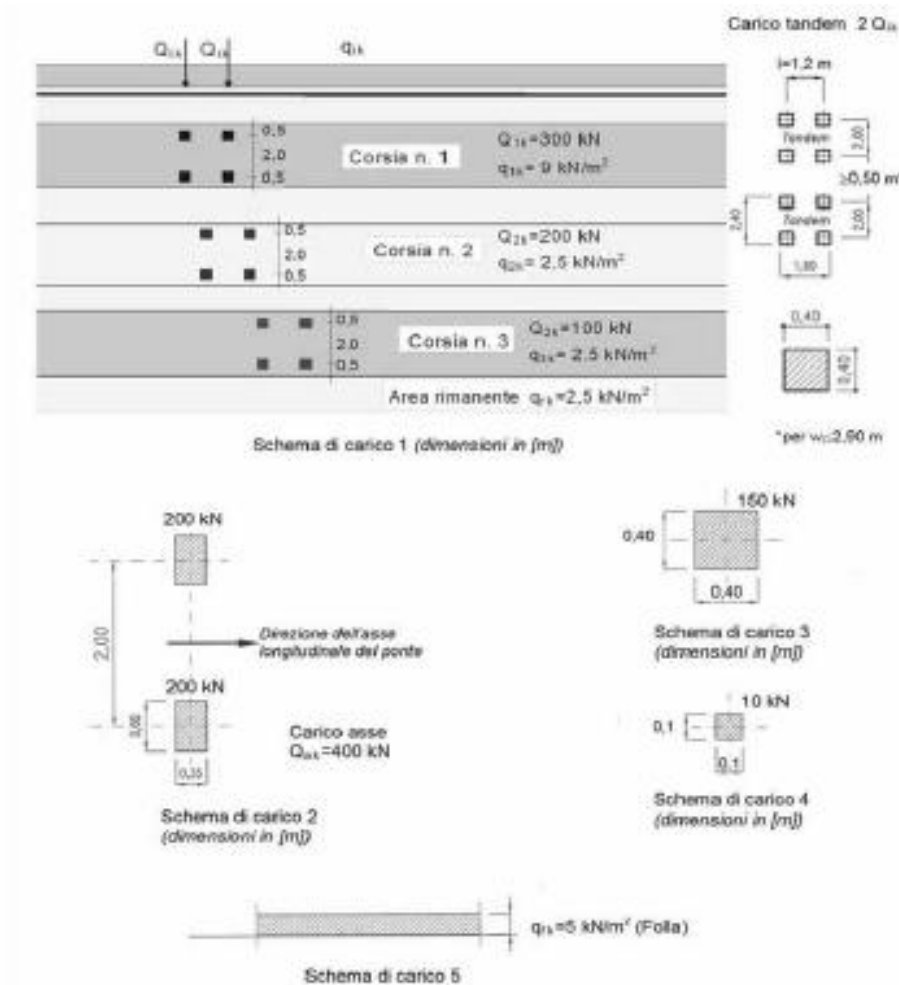 Carico tandem 2 Qik
Q1k Q1k q1k
i=1,2 m
0,5
2,0
0,5
Corsia n. 1
Q1k=300 kN
q1k= 9 kN/m²
Tandem
2,00
≥0,50 m*
Tandem
2,40
2,00
1,60
0,5
2,0
0,5
Corsia n. 2
Q2k=200 kN
q2k= 2,5 kN/m²
0,5
2,0
0,5
Corsia n. 3
Q2k=100 kN
q3k= 2,5 kN/m²
0,40
0,40
Area rimanente qrk=2,5 kN/m²
Schema di carico 1 (dimensioni in [m])
*per 2,90 m
200 kN
2,00
Direzione dell'asse
longitudinale del ponte
200 kN
0,35
Carico asse
Qak=400 kN
Schema di carico 2
(dimensioni in [m])
150 kN
0,40
0,40
Schema di carico 3
(dimensioni in [m])
10 kN
0,1
0,1
Schema di carico 4
(dimensioni in [m])
qfk=5 kN/m² (Folla)
Schema di carico 5